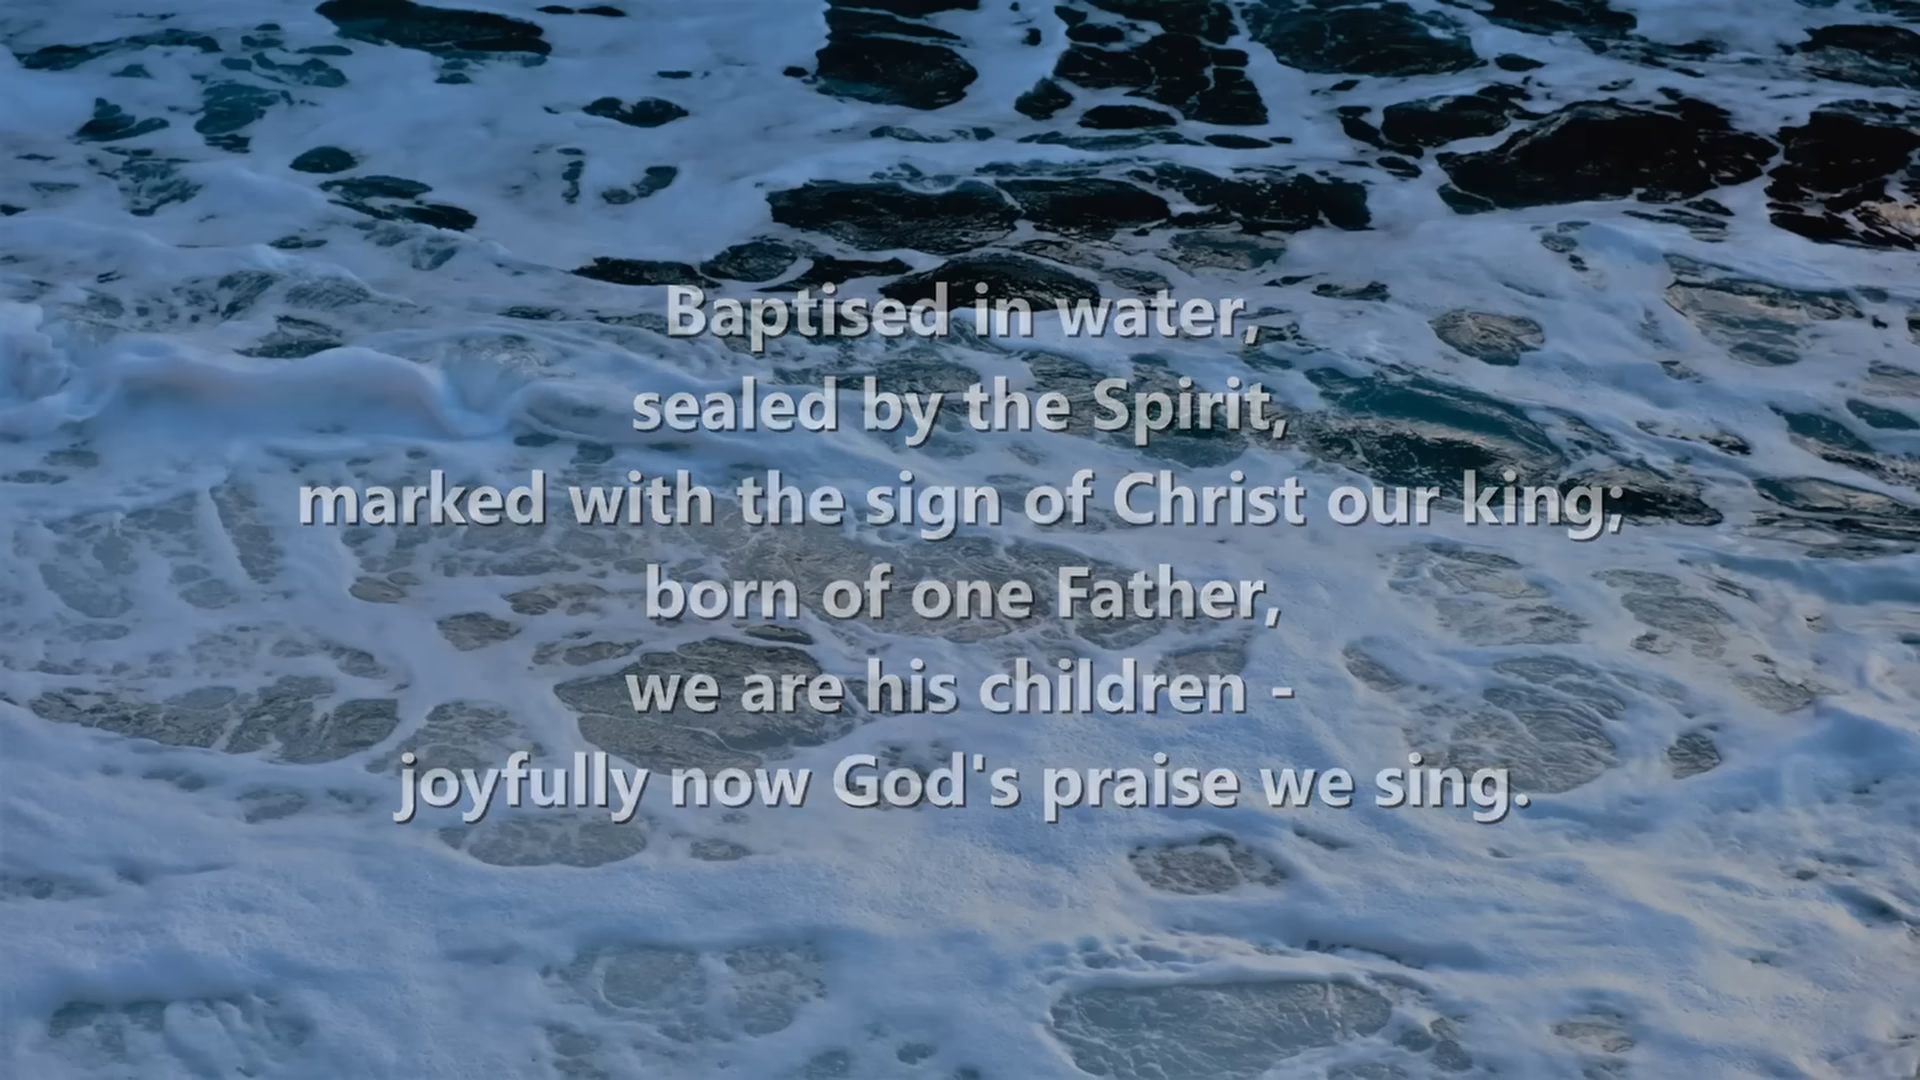 Baptised in water,
sealed by the Spirit,
marked with the sign of Christ our king;
born of one Father,
we are his children -
joyfully now God's praise we sing.